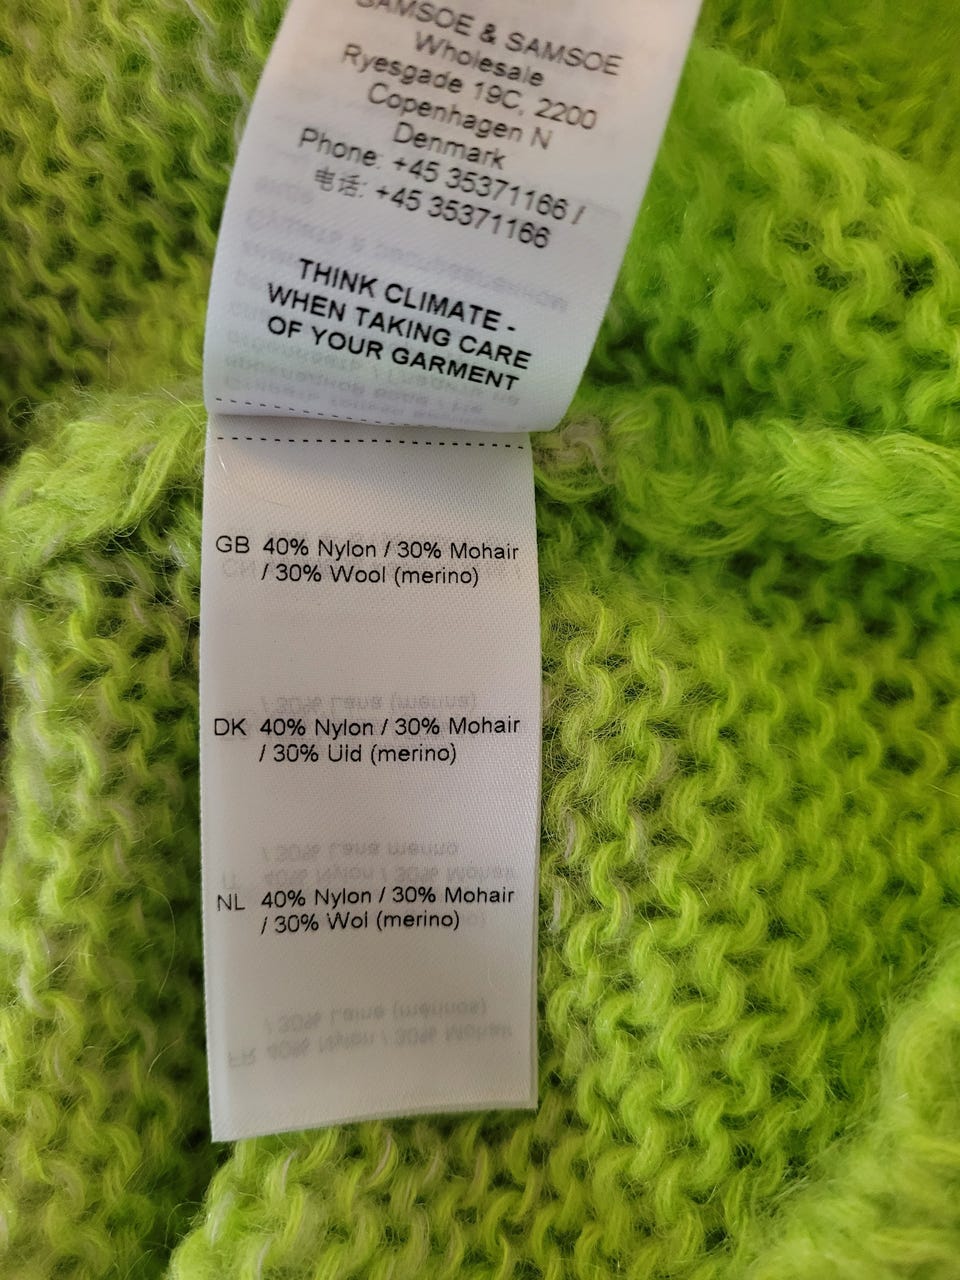 SAMSOE & SAMSOE
Wholesale
Ryesgade 19C, 2200
Copenhagen N
Denmark
Phone: +45 35371166 /
电话: +45 35371166
THINK CLIMATE -
WHEN TAKING CARE
OF YOUR GARMENT
GB 40% Nylon / 30% Mohair
/ 30% Wool (merino)
DK 40% Nylon / 30% Mohair
/ 30% Uld (merino)
NL 40% Nylon / 30% Mohair
/ 30% Wol (merino)